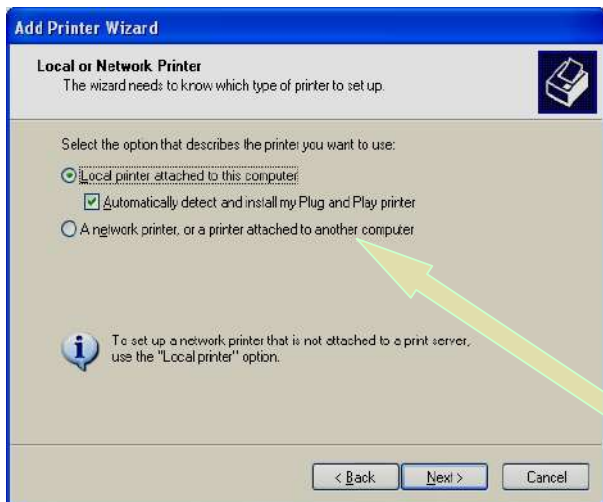 Add Printer Wizard
Local or Network Printer
The wizard needs to know which type of printer to set up.
Select the option that describes the printer you want to use:
Local printer attached to this computer
Automatically detect and install my Plug and Play printer
A network printer, or a printer attached to another computer
To set up a network printer that is not attached to a print server,
use the "Local printer" option.
< Back
Next >
Cancel